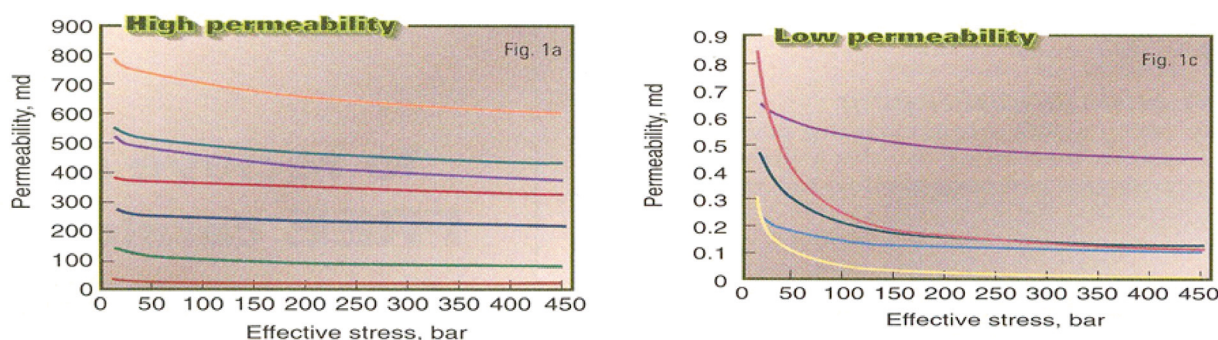 High permeability
Fig. 1a
Permeability, md
900
800
700
600
500
400
300
200
100
0
0 50 100 150 200 250 300 350 400 450
Effective stress, bar
Low permeability
Fig. 1c
Permeability, md
0.9
0.8
0.7
0.6
0.5
0.4
0.3
0.2
0.1
0
0 50 100 150 200 250 300 350 400 450
Effective stress, bar